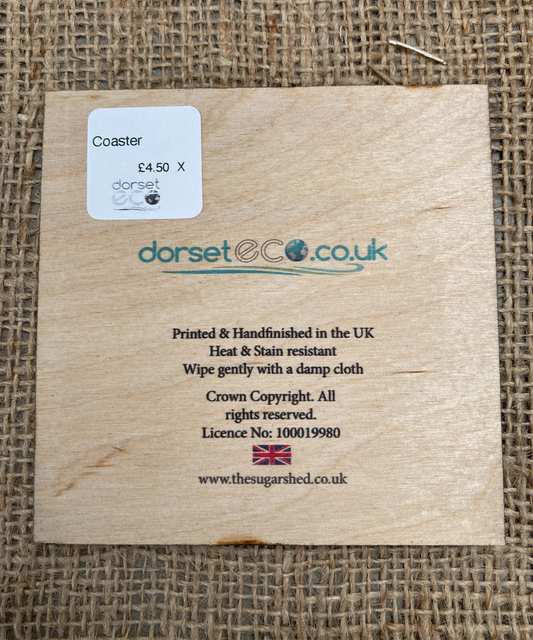 Coaster
£4.50 X
dorset
eco
dorseteco.co.uk
Printed & Handfinished in the UK
Heat & Stain resistant
Wipe gently with a damp cloth
Crown Copyright. All
rights reserved.
Licence No: 100019980
www.thesugarshed.co.uk